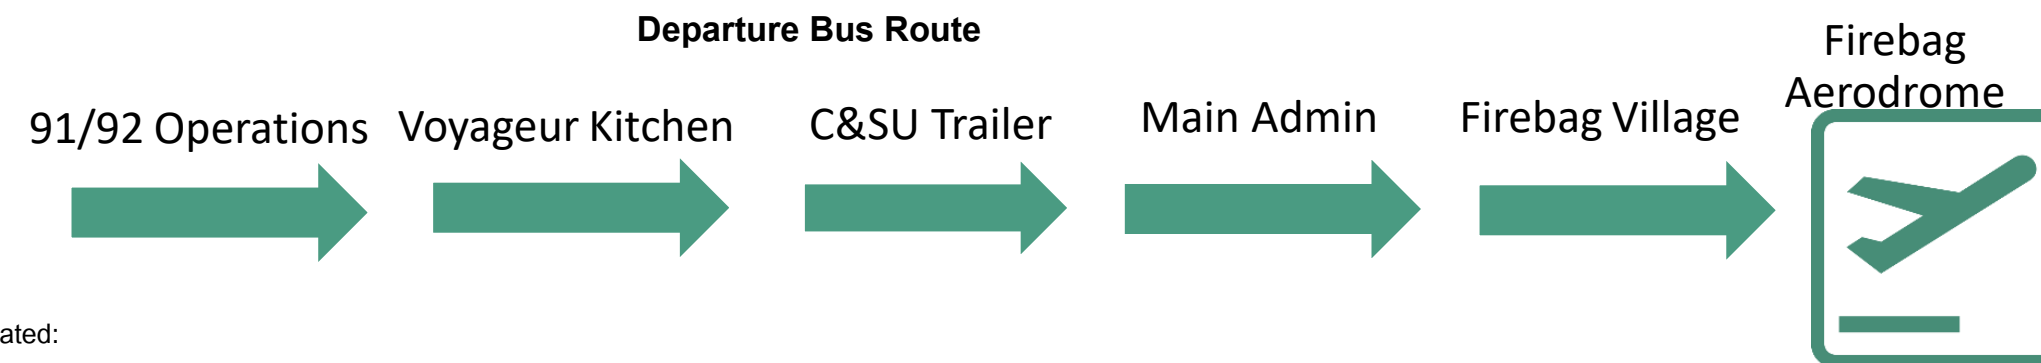 Departure Bus Route
91/92 Operations
Voyageur Kitchen
C&SU Trailer
Main Admin
Firebag Village
Firebag
Aerodrome
ated: